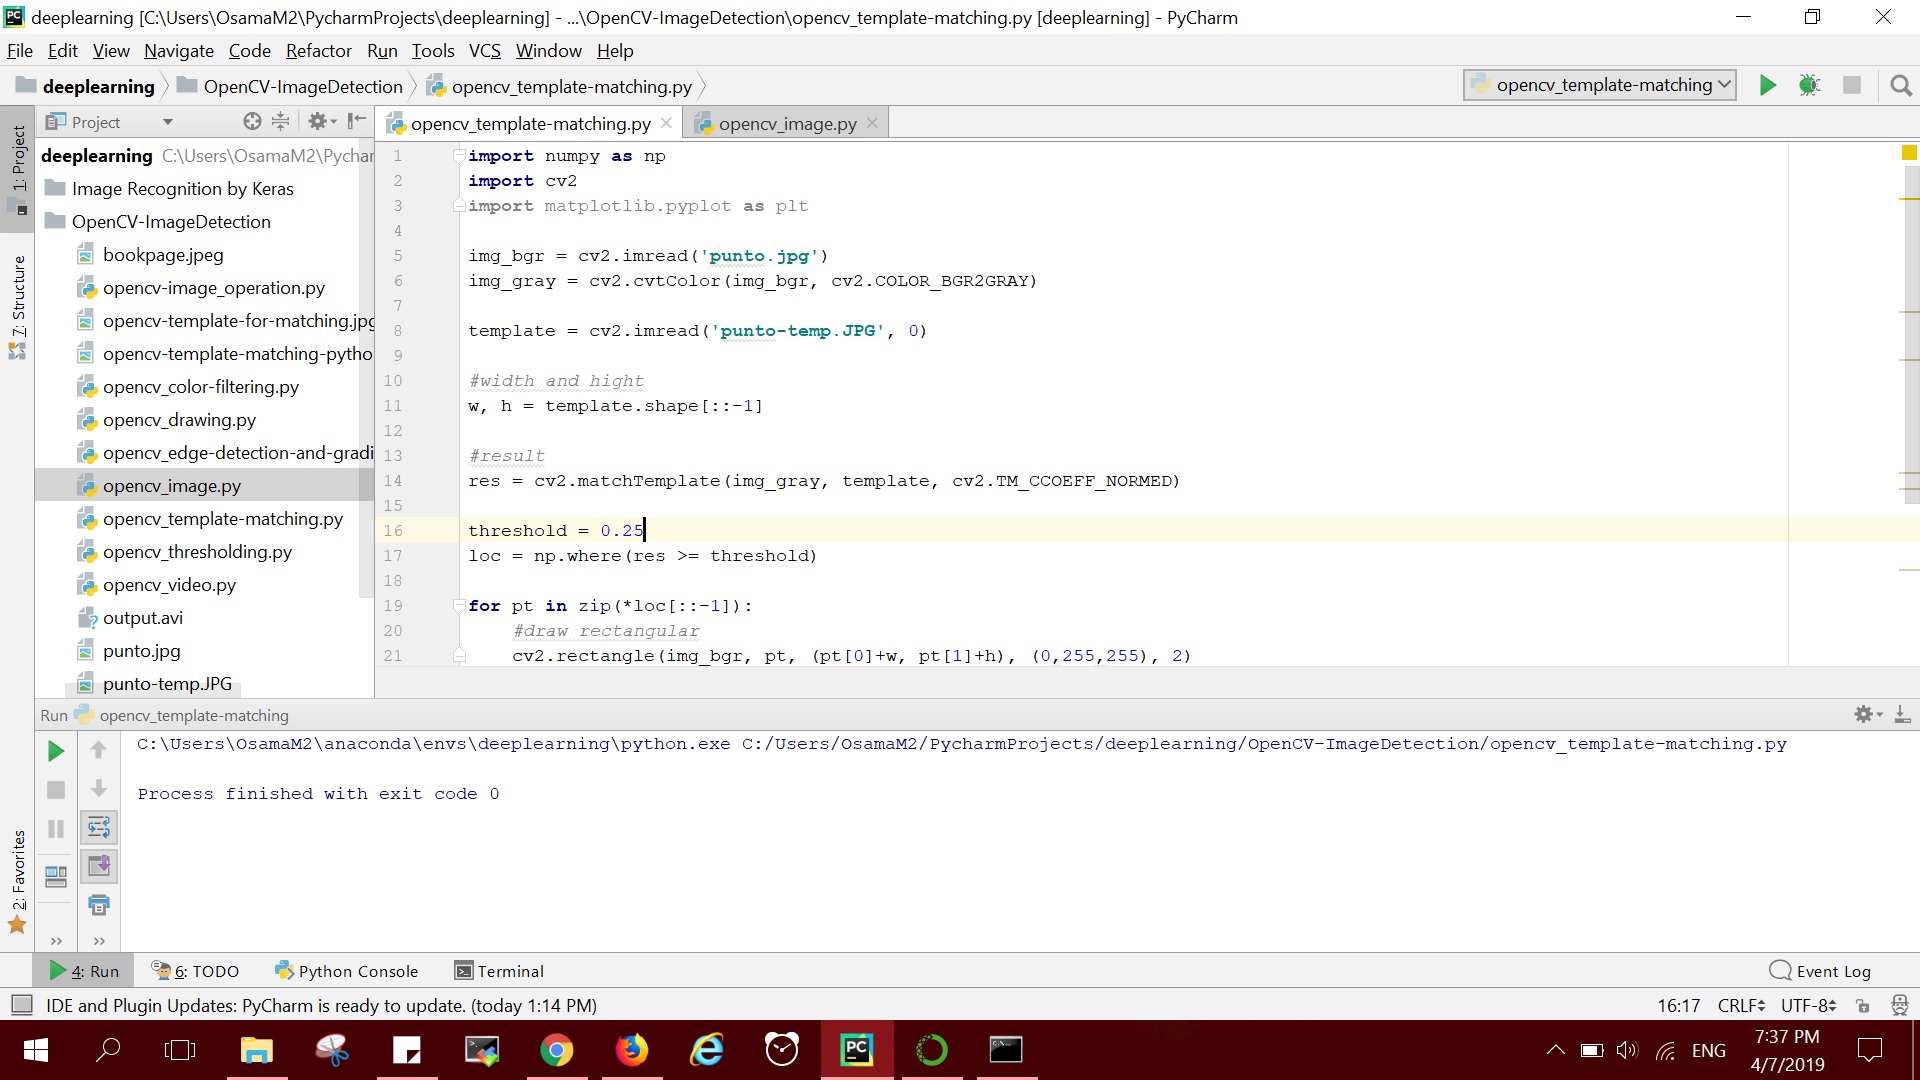 deeplearning [C:\Users\OsamaM2\PycharmProjects\deeplearning] - ...\OpenCV-ImageDetection\opencv_template-matching.py [deeplearning] - PyCharm
File Edit View Navigate Code Refactor Run Tools VCS Window Help
deeplearning OpenCV-ImageDetection opencv_template-matching.py
opencv_template-matching
Project
opencv_template-matching.py opencv_image.py
1: Project
7: Structure
2: Favorites
deeplearning C:\Users\OsamaM2\Pychar
Image Recognition by Keras
OpenCV-ImageDetection
bookpage.jpeg
opencv-image_operation.py
opencv-template-for-matching.jpg
opencv-template-matching-pytho
opencv_color-filtering.py
opencv_drawing.py
opencv_edge-detection-and-gradi
opencv_image.py
opencv_template-matching.py
opencv_thresholding.py
opencv_video.py
output.avi
punto.jpg
punto-temp.JPG
1 import numpy as np
2 import cv2
3 import matplotlib.pyplot as plt
4
5 img_bgr = cv2.imread('punto.jpg')
6 img_gray = cv2.cvtColor(img_bgr, cv2.COLOR_BGR2GRAY)
7
8 template = cv2.imread('punto-temp.JPG', 0)
9
10 #width and hight
11 w, h = template.shape[::-1]
12
13 #result
14 res = cv2.matchTemplate(img_gray, template, cv2.TM_CCOEFF_NORMED)
15
16 threshold = 0.25
17 loc = np.where(res >= threshold)
18
19 for pt in zip(*loc[::-1]):
20 #draw rectangular
21 cv2.rectangle(img_bgr, pt, (pt[0]+w, pt[1]+h), (0,255,255), 2)
Run opencv_template-matching
C:\Users\OsamaM2\anaconda\envs\deeplearning\python.exe C:/Users/OsamaM2/PycharmProjects/deeplearning/OpenCV-ImageDetection/opencv_template-matching.py
Process finished with exit code 0
4: Run 6: TODO Python Console Terminal Event Log
IDE and Plugin Updates: PyCharm is ready to update. (today 1:14 PM) 16:17 CRLF UTF-8
PC
ENG
7:37 PM
4/7/2019